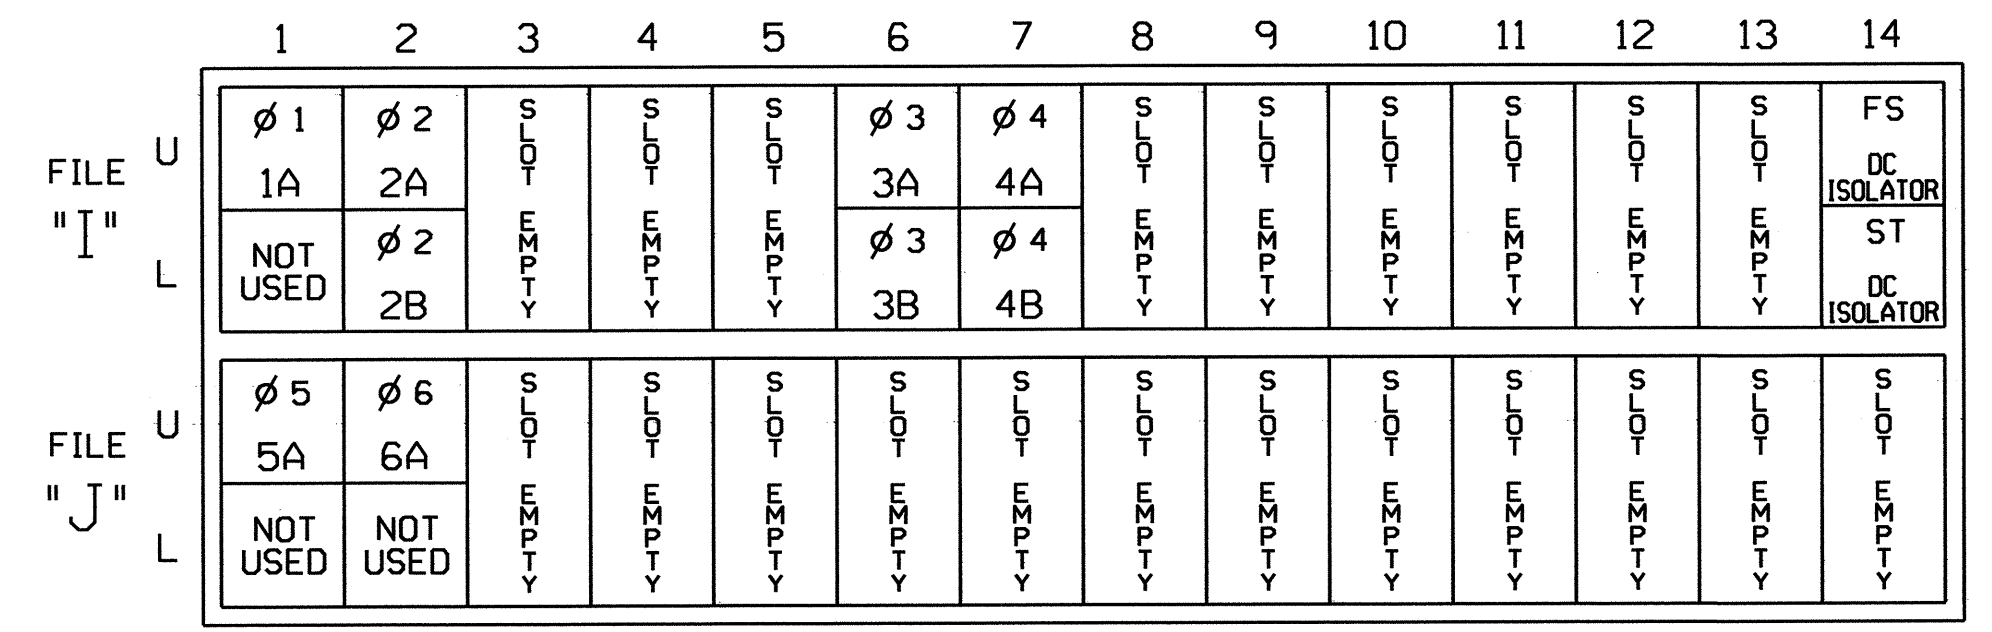 1 2 3 4 5 6 7 8 9 10 11 12 13 14
FILE "I"
U
L
Ø 1
1A
NOT USED
Ø 2
2A
Ø 2
2B
SLOT EMPTY
SLOT EMPTY
SLOT EMPTY
Ø 3
3A
Ø 3
3B
Ø 4
4A
Ø 4
4B
SLOT EMPTY
SLOT EMPTY
SLOT EMPTY
SLOT EMPTY
SLOT EMPTY
SLOT EMPTY
FS
DC
ISOLATOR
ST
DC
ISOLATOR
FILE "J"
U
L
Ø 5
5A
NOT USED
Ø 6
6A
NOT USED
SLOT EMPTY
SLOT EMPTY
SLOT EMPTY
SLOT EMPTY
SLOT EMPTY
SLOT EMPTY
SLOT EMPTY
SLOT EMPTY
SLOT EMPTY
SLOT EMPTY
SLOT EMPTY
SLOT EMPTY